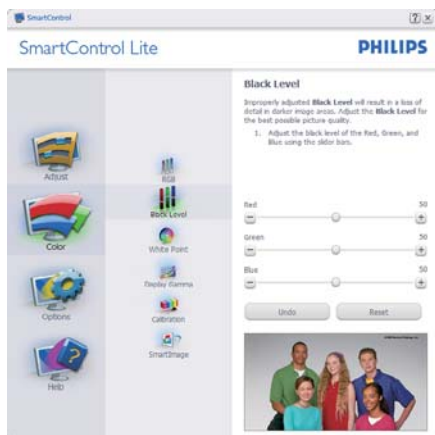 SmartControl
SmartControl Lite
PHILIPS
Adjust
Color
Options
Help
RGB
Black Level
White Point
Display Gamma
Calibration
SmartImage
Black Level
Improperly adjusted Black Level will result in a loss of
detail in darker image areas. Adjust the Black Level for
the best possible picture quality.
1. Adjust the black level of the Red, Green, and
Blue using the slider bars.
Red 50
Green 50
Blue 50
Undo Reset